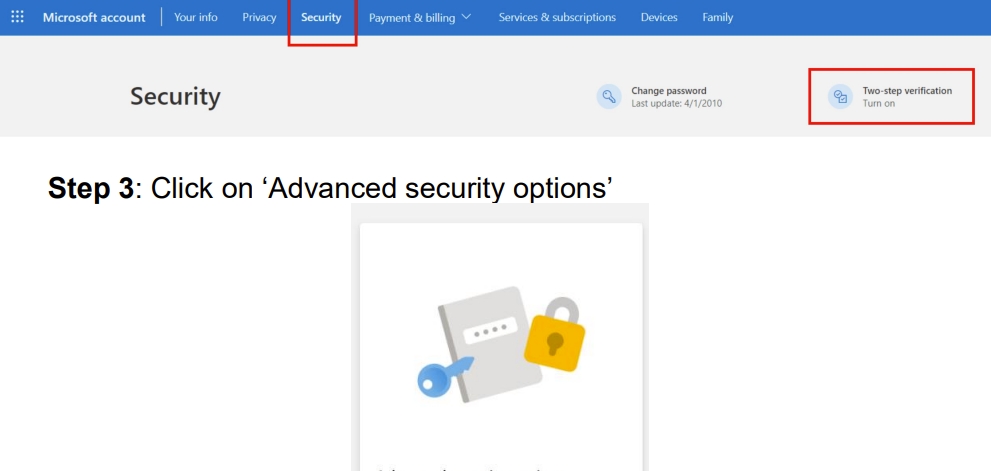 Microsoft account Your info Privacy Security Payment & billing Services & subscriptions Devices Family
Security
Change password
Last update: 4/1/2010
Two-step verification
Turn on
Step 3: Click on ‘Advanced security options’